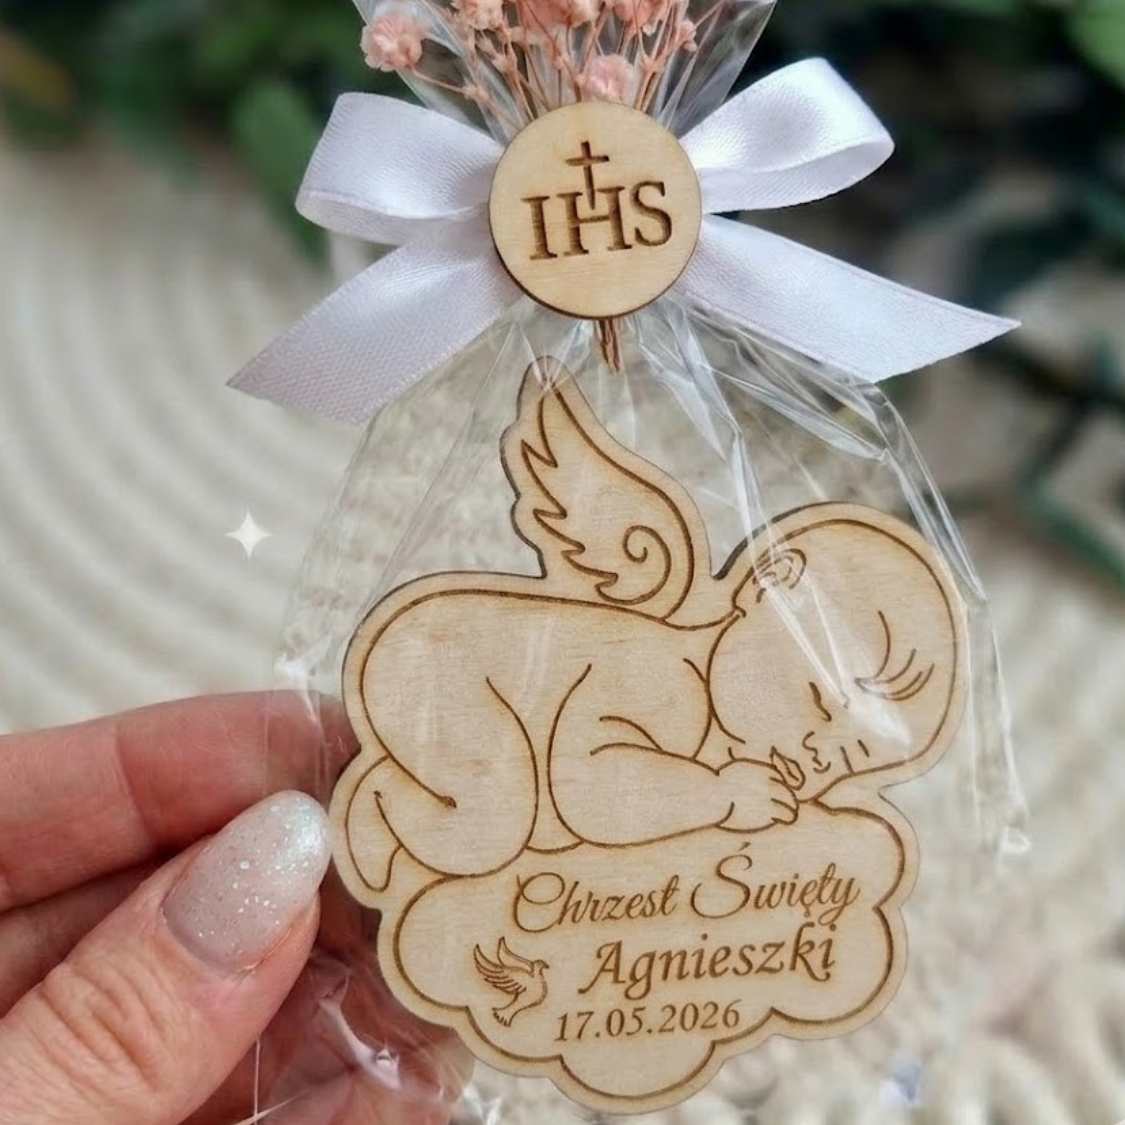 IHS
Chrzest Święty
Agnieszki
17.05.2026